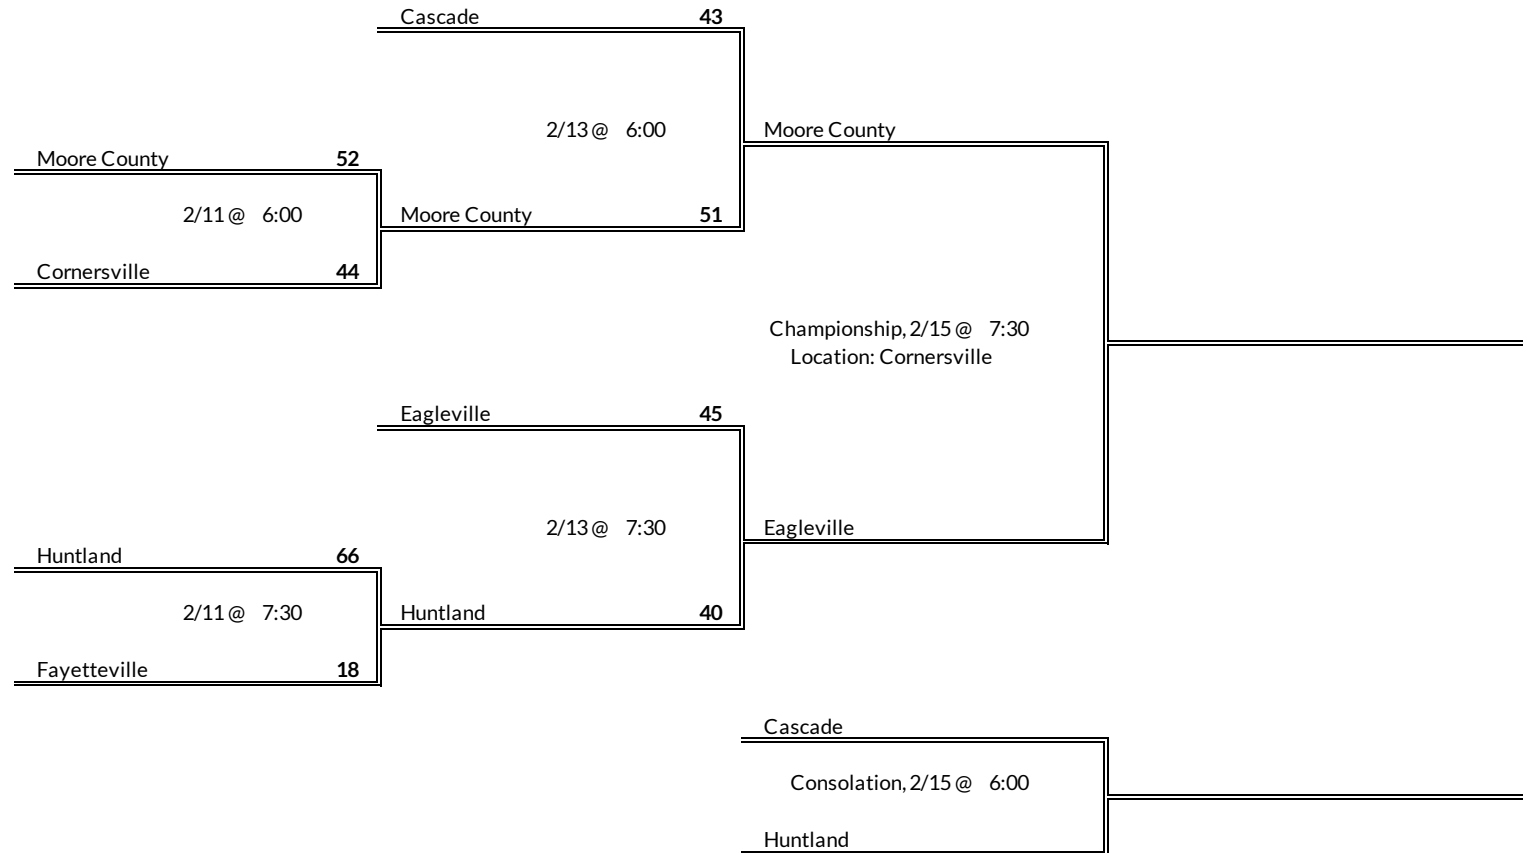 Cascade 43
2/13 @ 6:00 Moore County
Moore County 52
2/11 @ 6:00 Moore County 51
Cornersville 44
Championship, 2/15 @ 7:30
Location: Cornersville
Eagleville 45
2/13 @ 7:30 Eagleville
Huntland 66
2/11 @ 7:30 Huntland 40
Fayetteville 18
Cascade
Consolation, 2/15 @ 6:00
Huntland